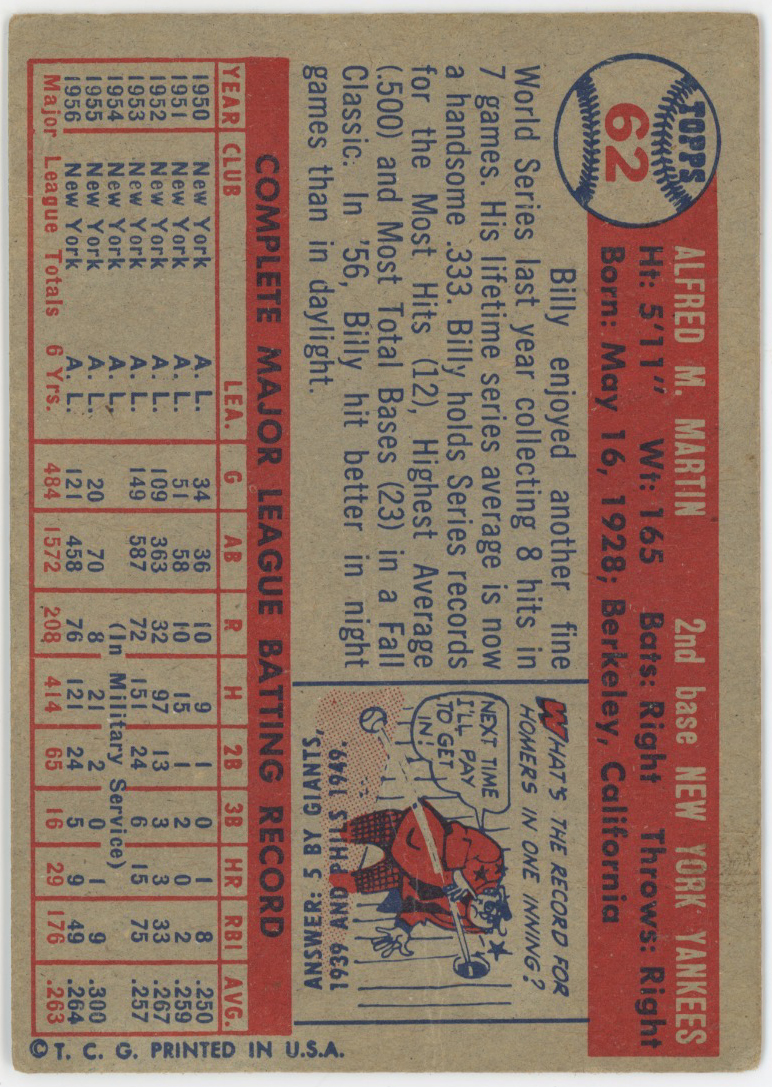 TOPPS
62
ALFRED M. MARTIN 2nd base NEW YORK YANKEES
Ht: 5'11" Wt: 165 Bats: Right Throws: Right
Born: May 16, 1928; Berkeley, California
Billy enjoyed another fine
World Series last year collecting 8 hits in
7 games. His lifetime series average is now
a handsome .333. Billy holds Series records
for the Most Hits (12), Highest Average
(.500) and Most Total Bases (23) in a Fall
Classic. In '56, Billy hit better in night
games than in daylight.
WHAT'S THE RECORD FOR
HOMERS IN ONE INNING?
NEXT TIME
I'LL PAY
TO GET
IN!
ANSWER: 5 BY GIANTS,
1939 AND PHILS 1949.
COMPLETE MAJOR LEAGUE BATTING RECORD
YEAR CLUB LEA. G AB R H 2B 3B HR RBI AVG.
1950 New York A. L. 34 36 10 9 1 0 1 8 .250
1951 New York A. L. 51 58 10 15 1 2 0 2 .259
1952 New York A. L. 109 363 32 97 13 3 3 33 .267
1953 New York A. L. 149 587 72 151 24 6 15 75 .257
1954 New York A. L. (In Military Service)
1955 New York A. L. 20 70 8 21 2 0 1 9 .300
1956 New York A. L. 121 458 76 121 24 5 9 49 .264
Major League Totals 6 Yrs. 484 1572 208 414 65 16 29 176 .263
© T. C. G. PRINTED IN U.S.A.